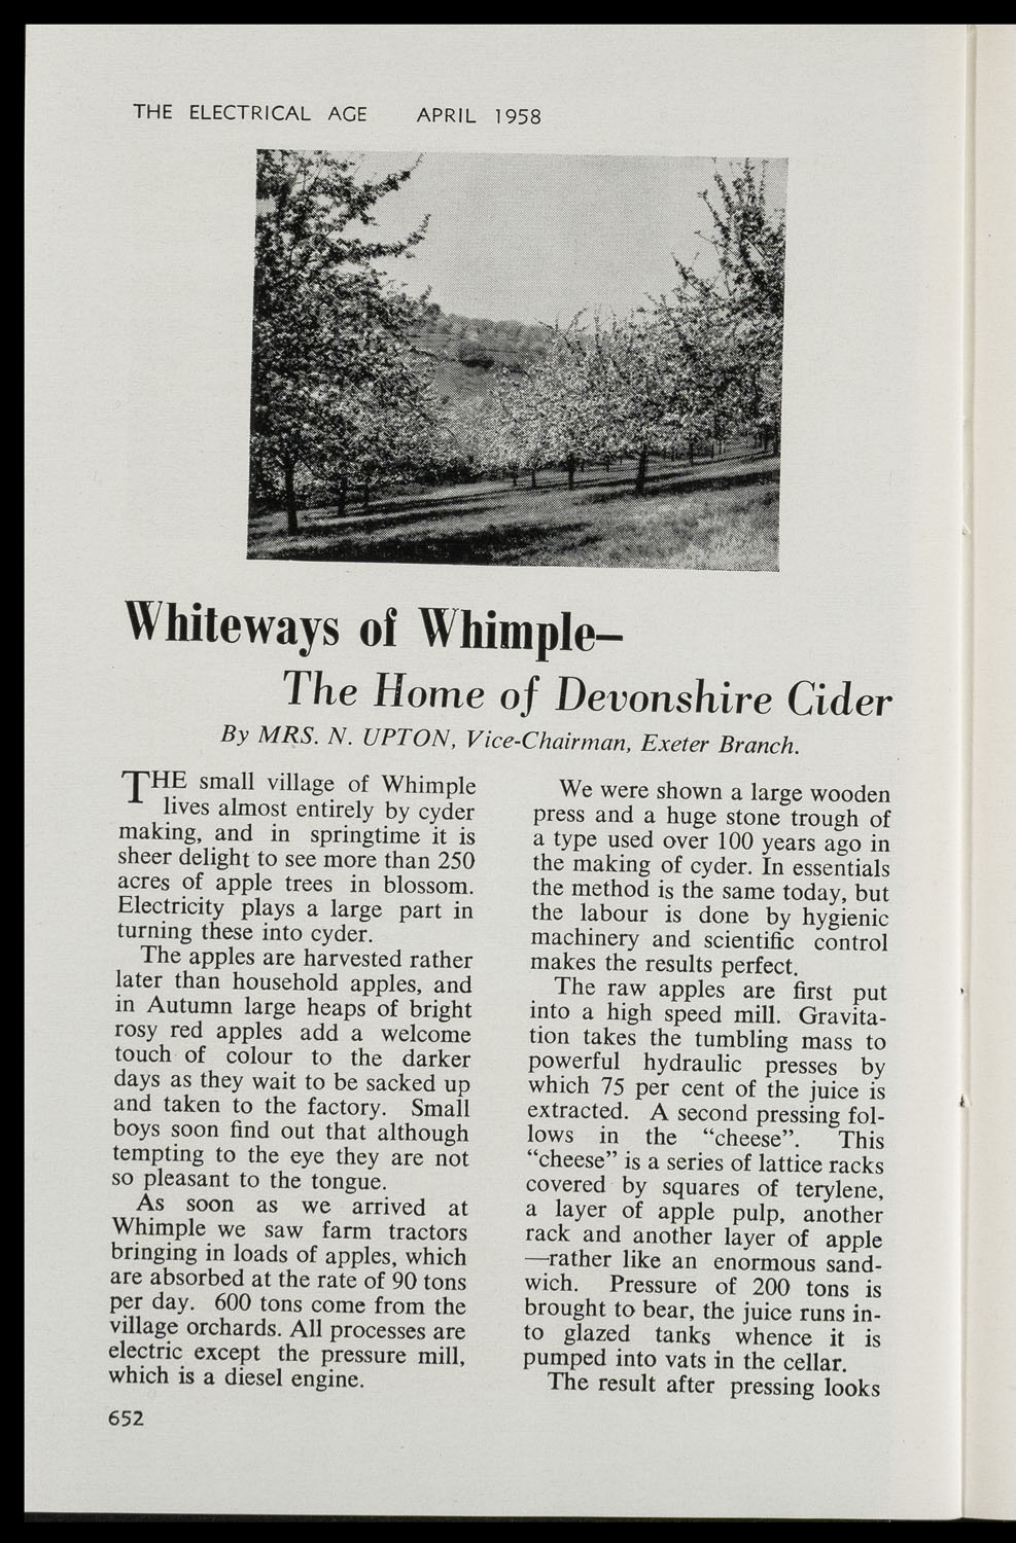 THE ELECTRICAL AGE APRIL 1958
Whiteways of Whimple—
The Home of Devonshire Cider
By MRS. N. UPTON, Vice-Chairman, Exeter Branch.
THE small village of Whimple
lives almost entirely by cyder
making, and in springtime it is
sheer delight to see more than 250
acres of apple trees in blossom.
Electricity plays a large part in
turning these into cyder.
The apples are harvested rather
later than household apples, and
in Autumn large heaps of bright
rosy red apples add a welcome
touch of colour to the darker
days as they wait to be sacked up
and taken to the factory. Small
boys soon find out that although
tempting to the eye they are not
so pleasant to the tongue.
As soon as we arrived at
Whimple we saw farm tractors
bringing in loads of apples, which
are absorbed at the rate of 90 tons
per day. 600 tons come from the
village orchards. All processes are
electric except the pressure mill,
which is a diesel engine.
We were shown a large wooden
press and a huge stone trough of
a type used over 100 years ago in
the making of cyder. In essentials
the method is the same today, but
the labour is done by hygienic
machinery and scientific control
makes the results perfect.
The raw apples are first put
into a high speed mill. Gravita-
tion takes the tumbling mass to
powerful hydraulic presses by
which 75 per cent of the juice is
extracted. A second pressing fol-
lows in the “cheese”. This
“cheese” is a series of lattice racks
covered by squares of terylene,
a layer of apple pulp, another
rack and another layer of apple
—rather like an enormous sand-
wich. Pressure of 200 tons is
brought to bear, the juice runs in-
to glazed tanks whence it is
pumped into vats in the cellar.
The result after pressing looks
652